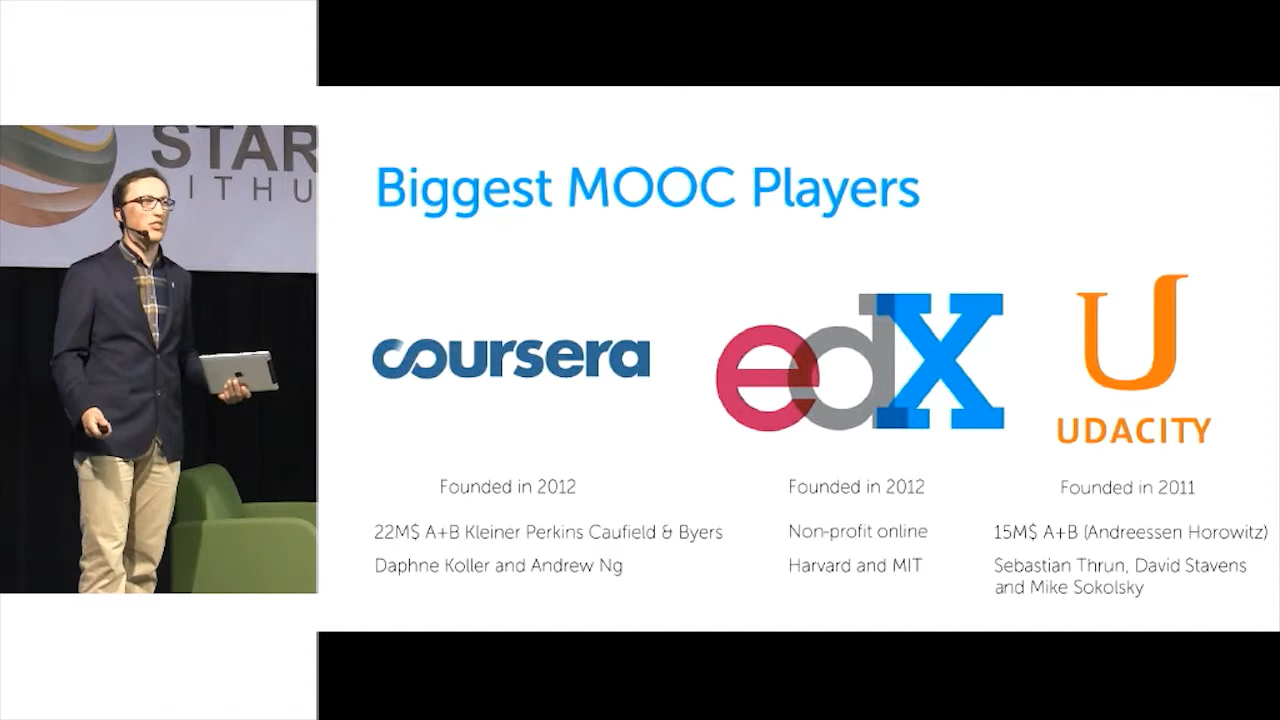 STAR
ITHU
Biggest MOOC Players
coursera
edX
U
UDACITY
Founded in 2012
22M$ A+B Kleiner Perkins Caufield & Byers
Daphne Koller and Andrew Ng
Founded in 2012
Non-profit online
Harvard and MIT
Founded in 2011
15M$ A+B (Andreessen Horowitz)
Sebastian Thrun, David Stavens
and Mike Sokolsky